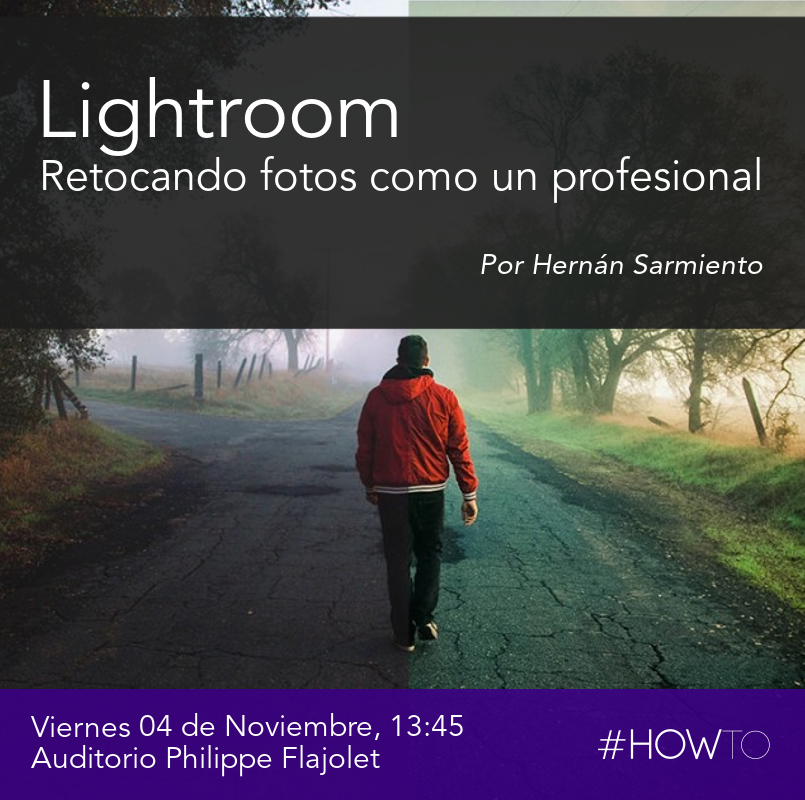 Lightroom
Retocando fotos como un profesional
Por Hernán Sarmiento
Viernes 04 de Noviembre, 13:45
Auditorio Philippe Flajolet
#HOWTO